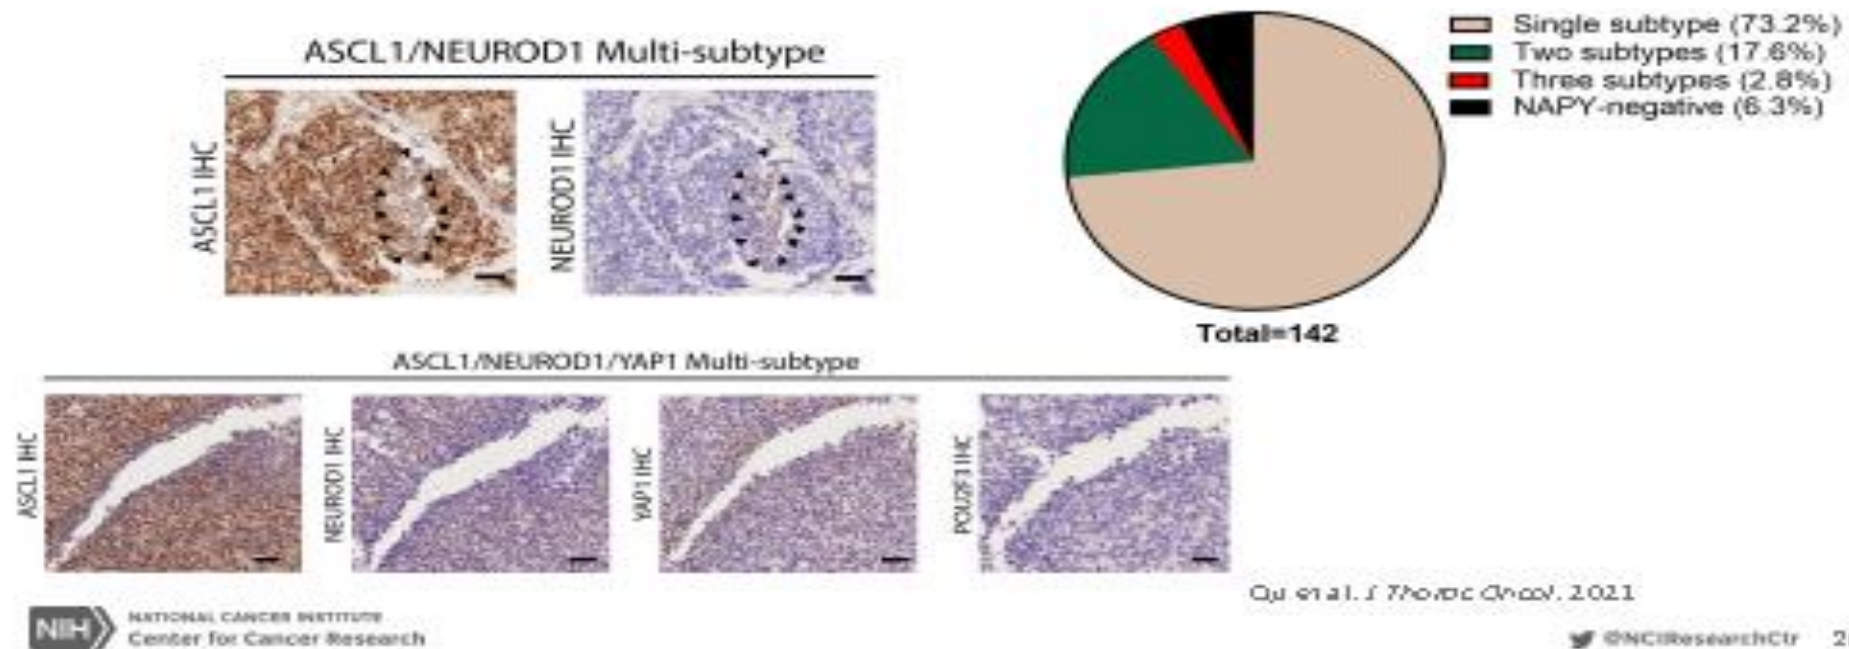 ASCL1/NEUROD1 Multi-subtype
ASCL1 IHC
NEUROD1 IHC
Single subtype (73.2%)
Two subtypes (17.6%)
Three subtypes (2.8%)
NAPY-negative (6.3%)
Total=142
ASCL1/NEUROD1/YAP1 Multi-subtype
ASCL1 IHC
NEUROD1 IHC
YAP1 IHC
POU2F3 IHC
et al. J Thorac Oncol. 2021
NIH
NATIONAL CANCER INSTITUTE
Center for Cancer Research
@NCIResearchCtr